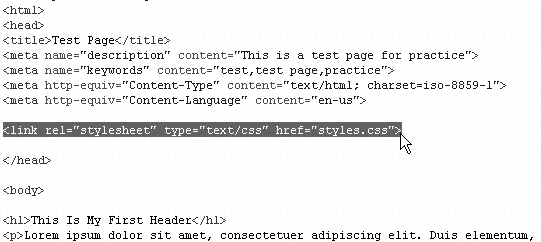 <html>
<head>
<title>Test Page</title>
<meta name="description" content="This is a test page for practice">
<meta name="keywords" content="test,test page,practice">
<meta http-equiv="Content-Type" content="text/html; charset=iso-8859-1">
<meta http-equiv="Content-Language" content="en-us">
<link rel="stylesheet" type="text/css" href="styles.css">
</head>
<body>
<h1>This Is My First Header</h1>
<p>Lorem ipsum dolor sit amet, consectetuer adipiscing elit. Duis elementum,